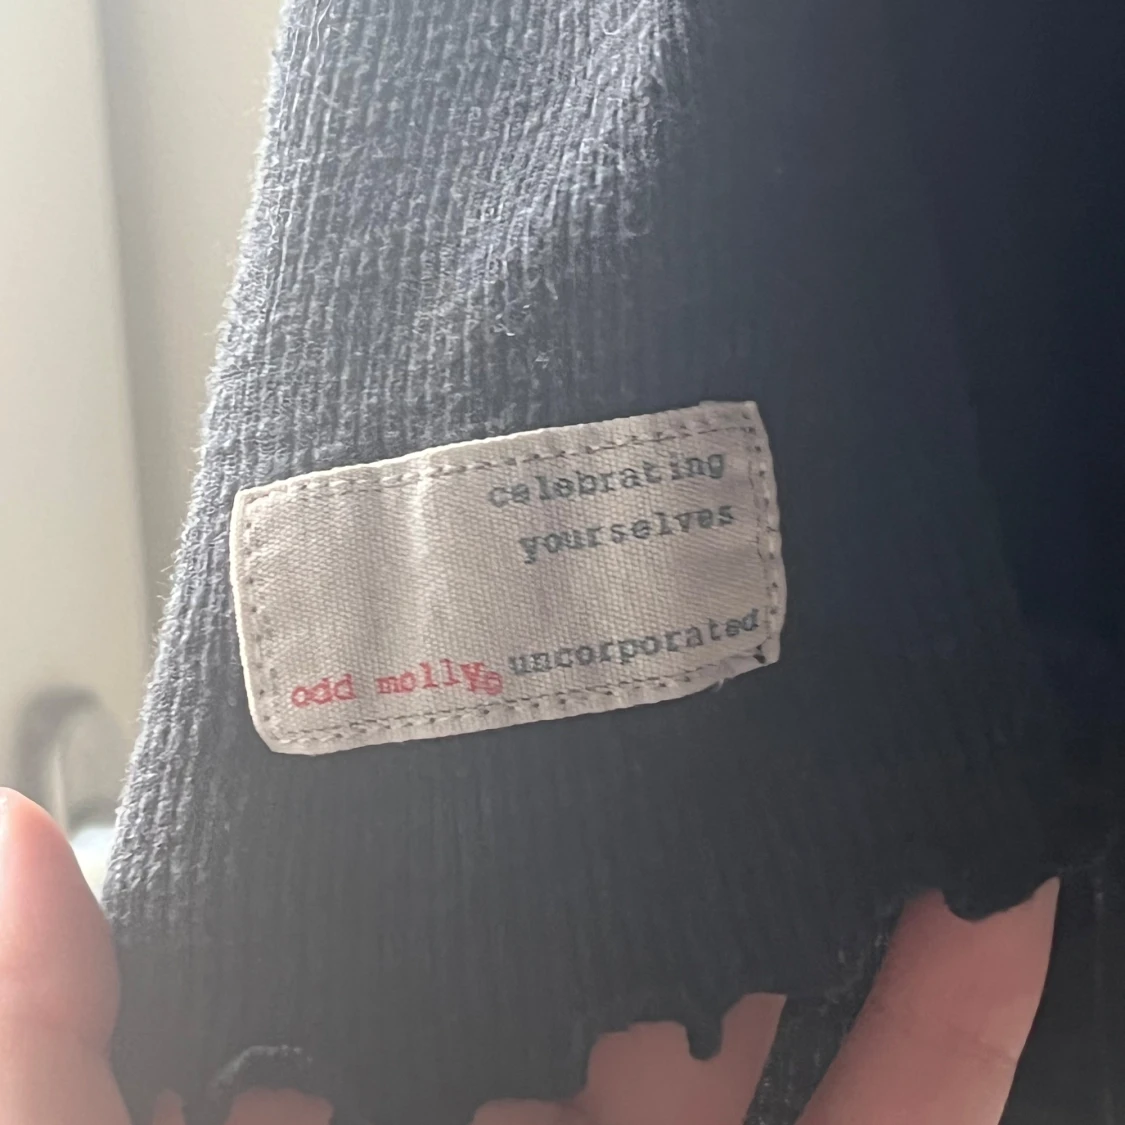 celebrating
yourselves
odd molly® uncorporated